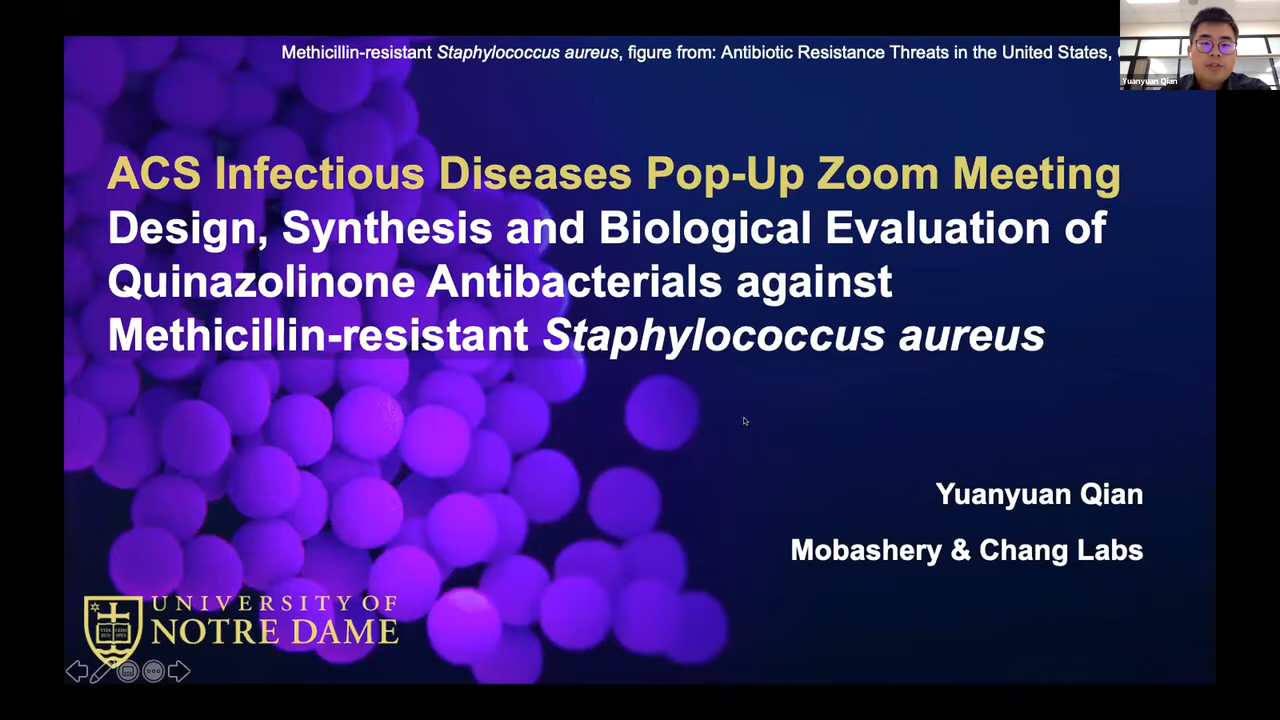 Methicillin-resistant Staphylococcus aureus, figure from: Antibiotic Resistance Threats in the United States,
Yuanyuan Qian
ACS Infectious Diseases Pop-Up Zoom Meeting
Design, Synthesis and Biological Evaluation of
Quinazolinone Antibacterials against
Methicillin-resistant Staphylococcus aureus
Yuanyuan Qian
Mobashery & Chang Labs
UNIVERSITY OF
NOTRE DAME